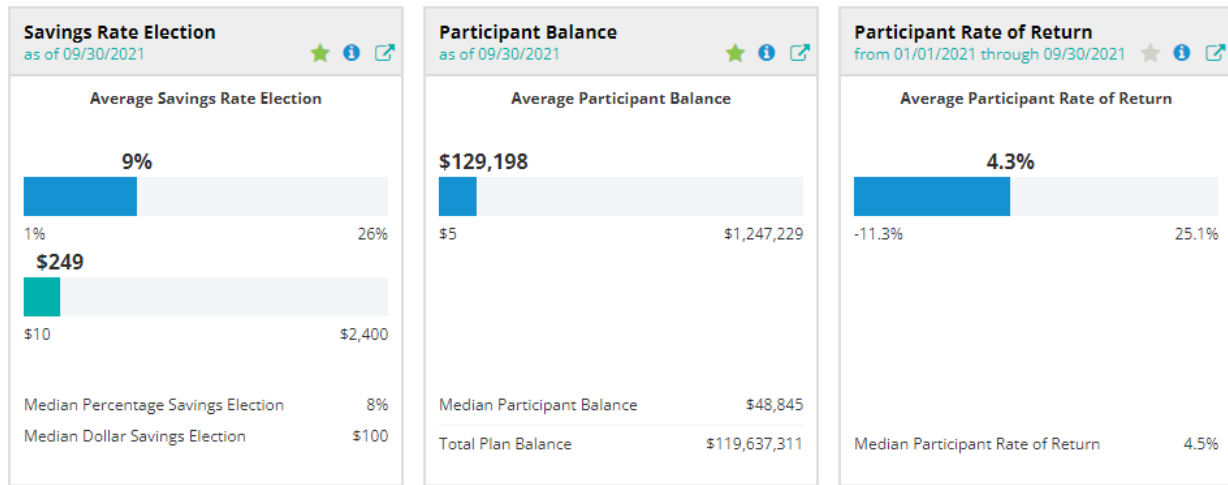 Savings Rate Election
as of 09/30/2021
Average Savings Rate Election
9%
1% 26%
$249
$10 $2,400
Median Percentage Savings Election 8%
Median Dollar Savings Election $100
Participant Balance
as of 09/30/2021
Average Participant Balance
$129,198
$5 $1,247,229
Median Participant Balance $48,845
Total Plan Balance $119,637,311
Participant Rate of Return
from 01/01/2021 through 09/30/2021
Average Participant Rate of Return
4.3%
-11.3% 25.1%
Median Participant Rate of Return 4.5%